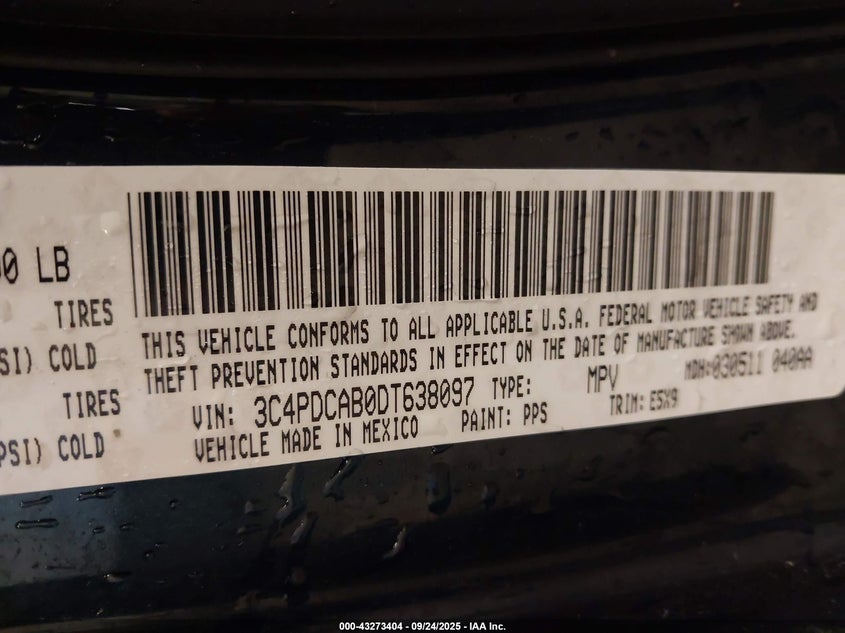 00 LB
TIRES
SI) COLD
TIRES
PSI) COLD
THIS VEHICLE CONFORMS TO ALL APPLICABLE U.S.A. FEDERAL MOTOR VEHICLE SAFETY AND
THEFT PREVENTION STANDARDS IN EFFECT ON THE DATE OF MANUFACTURE SHOWN ABOVE.
VIN: 3C4PDCAB0DT638097 TYPE: MPV MDH:030511 040AA
VEHICLE MADE IN MEXICO PAINT: PPS TRIM: E5X9
000-43273404 - 09/24/2025 - IAA Inc.